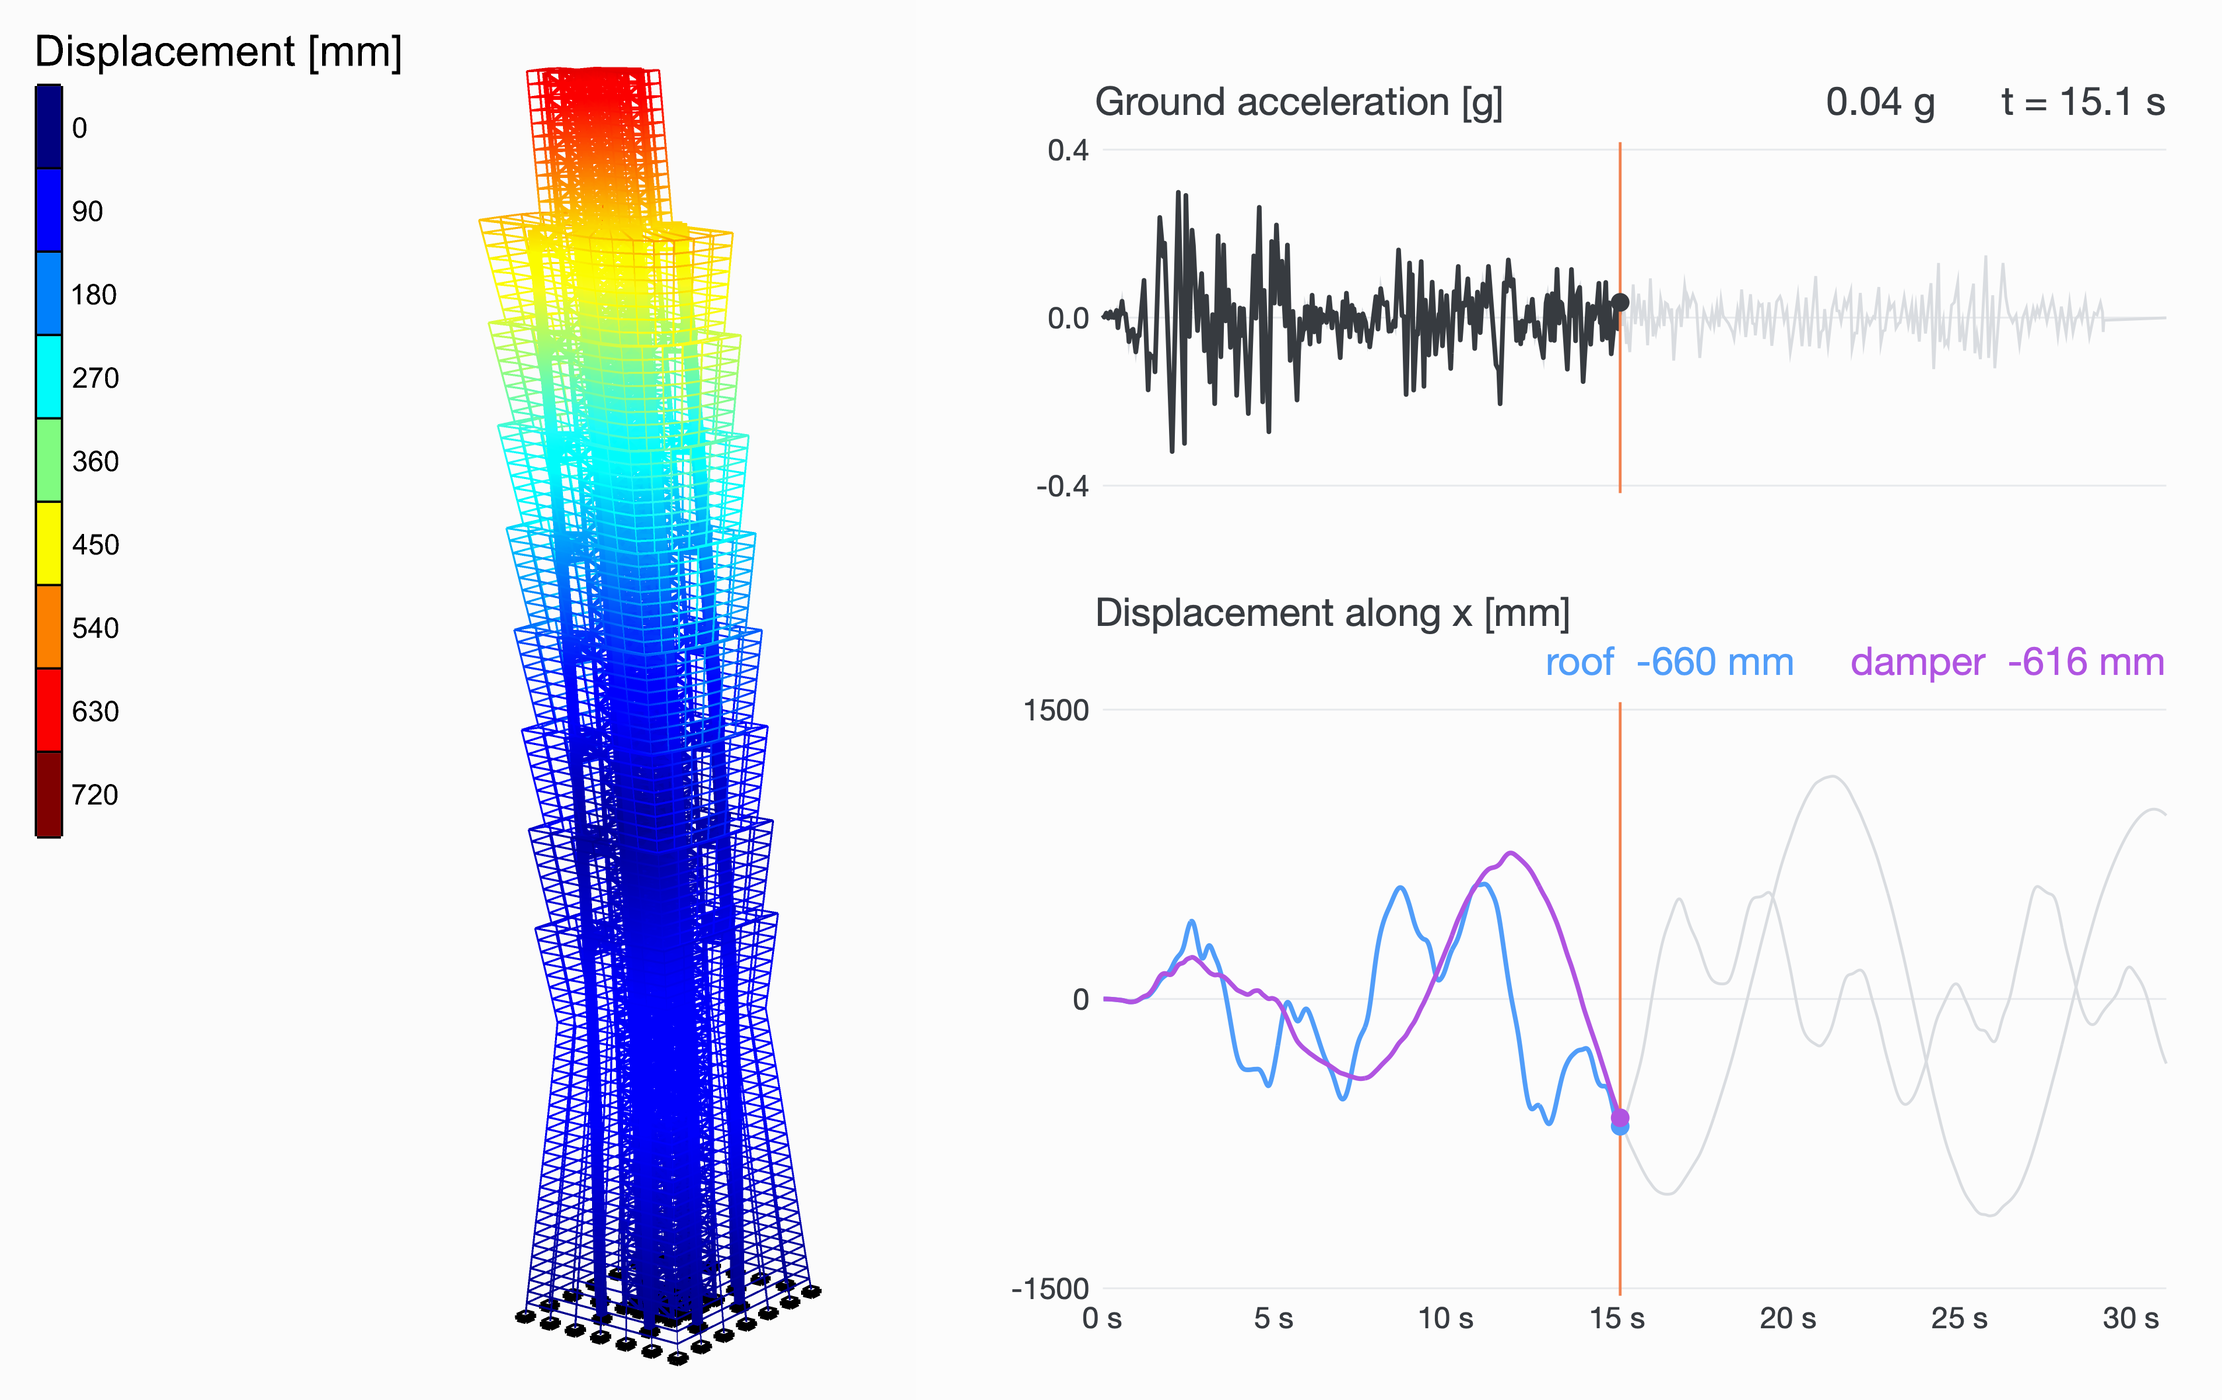 Displacement [mm]
0
90
180
270
360
450
540
630
720
Ground acceleration [g]
0.04 g
t = 15.1 s
0.4
0.0
-0.4
Displacement along x [mm]
roof -660 mm
damper -616 mm
1500
0
-1500
0 s
5 s
10 s
15 s
20 s
25 s
30 s